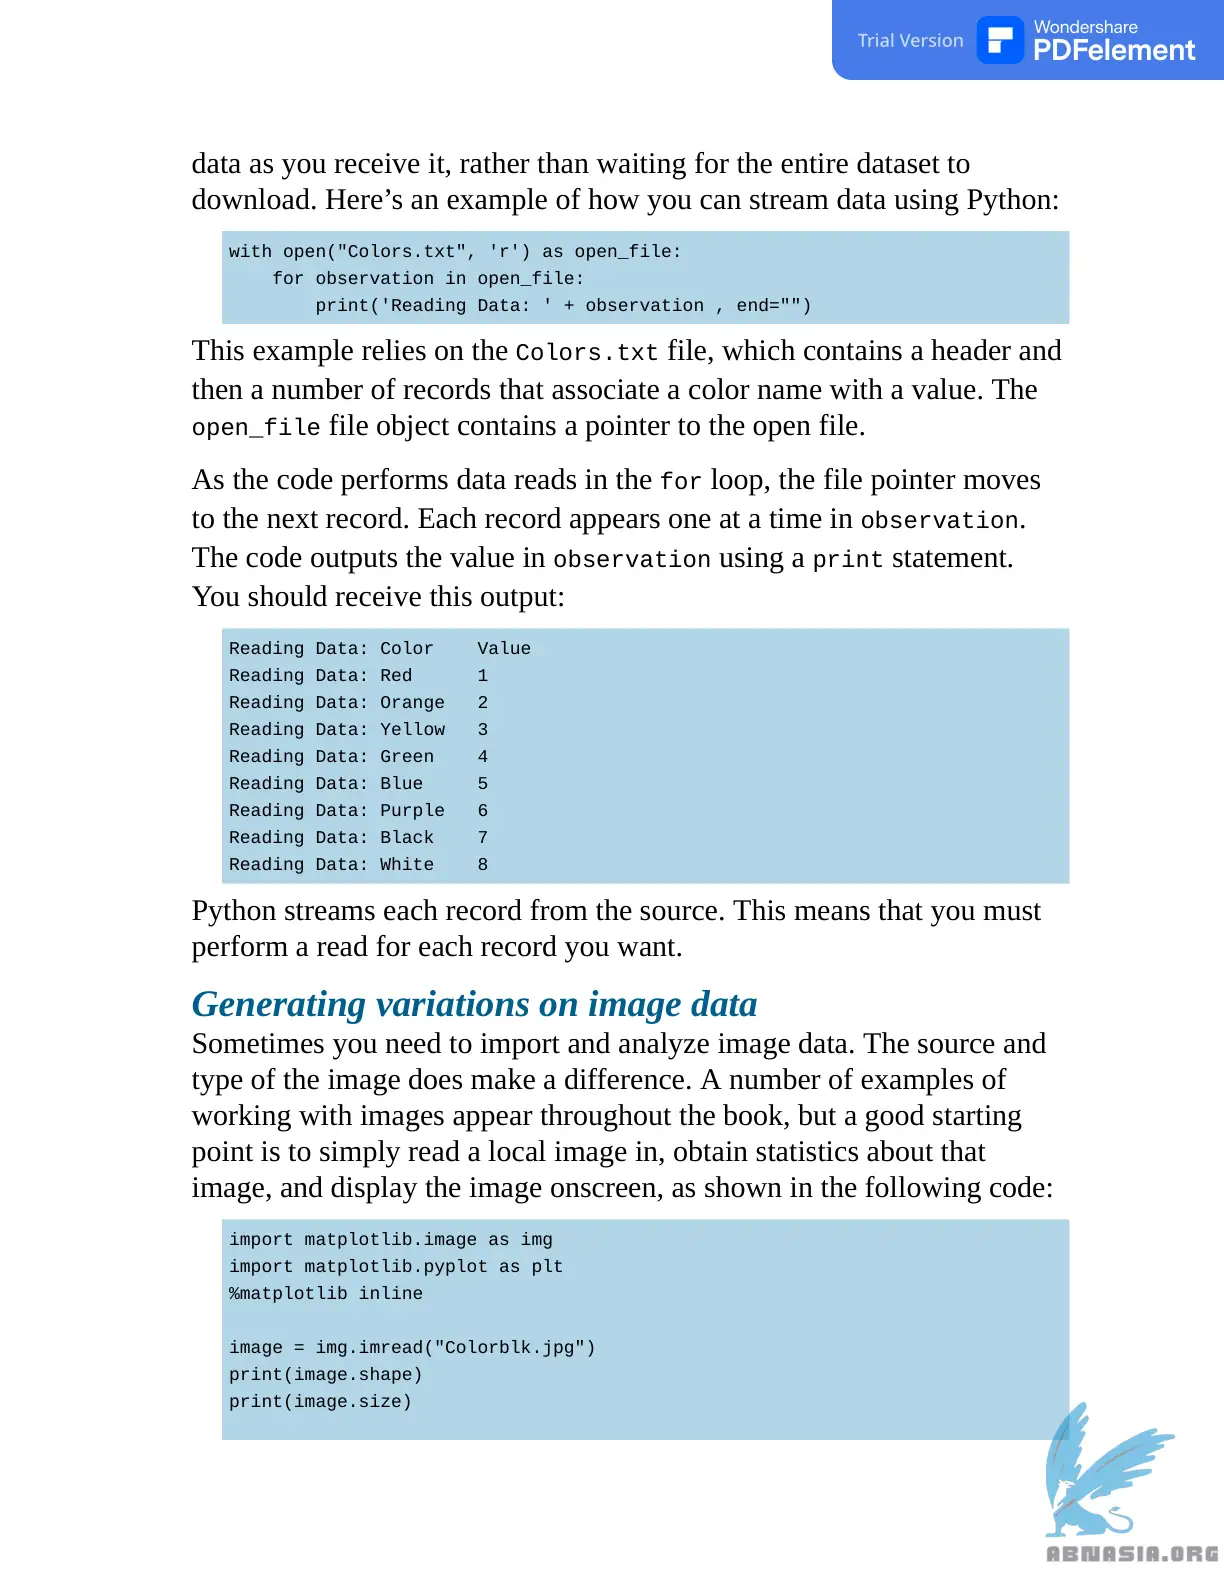 Trial Version
Wondershare
PDFelement
data as you receive it, rather than waiting for the entire dataset to
download. Here’s an example of how you can stream data using Python:
with open("Colors.txt", 'r') as open_file:
    for observation in open_file:
        print('Reading Data: ' + observation , end="")
This example relies on the Colors.txt file, which contains a header and
then a number of records that associate a color name with a value. The
open_file file object contains a pointer to the open file.
As the code performs data reads in the for loop, the file pointer moves
to the next record. Each record appears one at a time in observation.
The code outputs the value in observation using a print statement.
You should receive this output:
Reading Data: Color    Value
Reading Data: Red      1
Reading Data: Orange   2
Reading Data: Yellow   3
Reading Data: Green    4
Reading Data: Blue     5
Reading Data: Purple   6
Reading Data: Black    7
Reading Data: White    8
Python streams each record from the source. This means that you must
perform a read for each record you want.
Generating variations on image data
Sometimes you need to import and analyze image data. The source and
type of the image does make a difference. A number of examples of
working with images appear throughout the book, but a good starting
point is to simply read a local image in, obtain statistics about that
image, and display the image onscreen, as shown in the following code:
import matplotlib.image as img
import matplotlib.pyplot as plt
%matplotlib inline
image = img.imread("Colorblk.jpg")
print(image.shape)
print(image.size)
ABNASIA.ORG